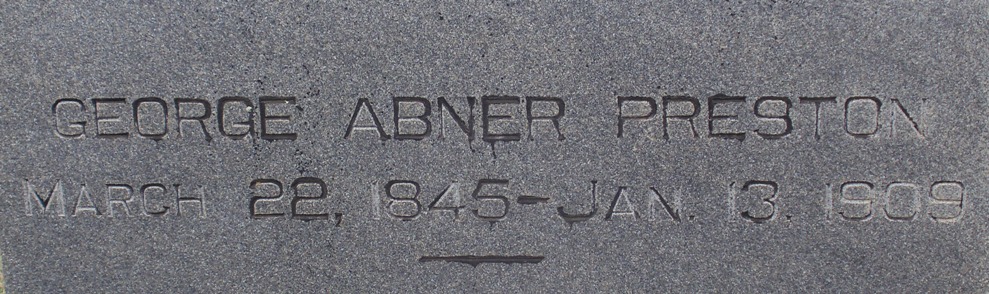 GEORGE ABNER PRESTON
MARCH 22, 1845-JAN. 13. 1909